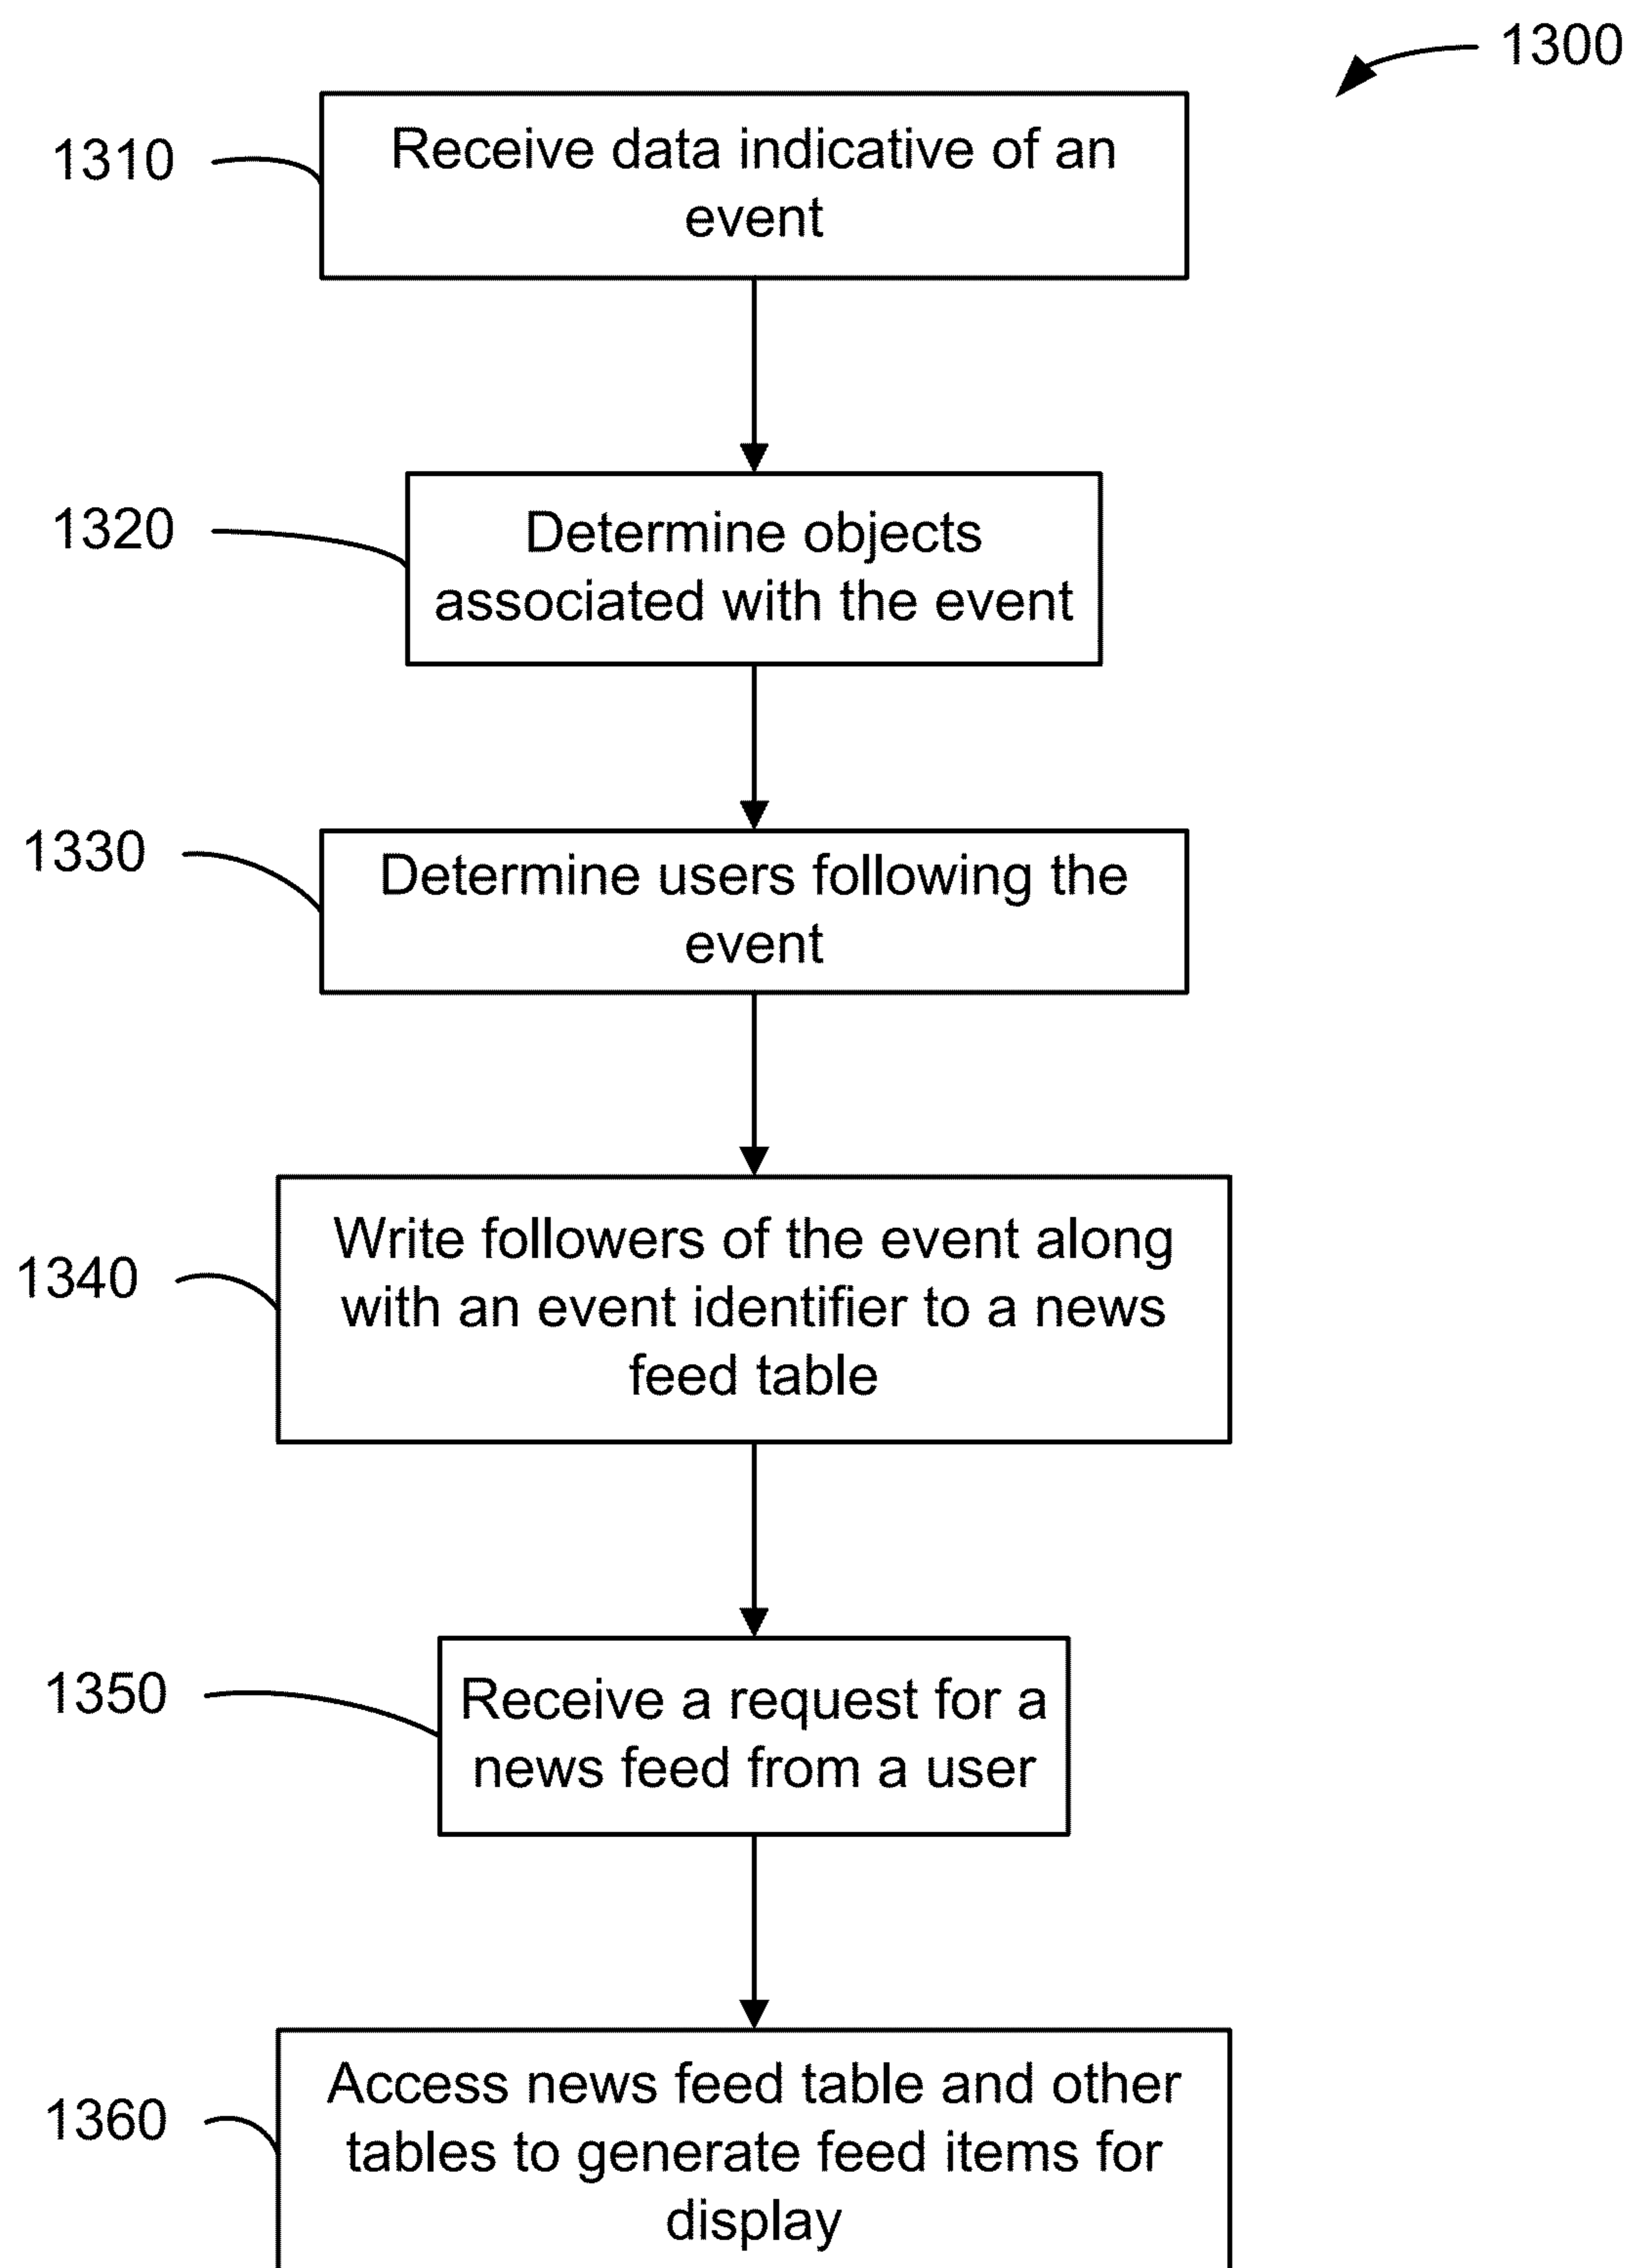 1300
1310
Receive data indicative of an
event
1320
Determine objects
associated with the event
1330
Determine users following the
event
1340
Write followers of the event along
with an event identifier to a news
feed table
1350
Receive a request for a
news feed from a user
1360
Access news feed table and other
tables to generate feed items for
display